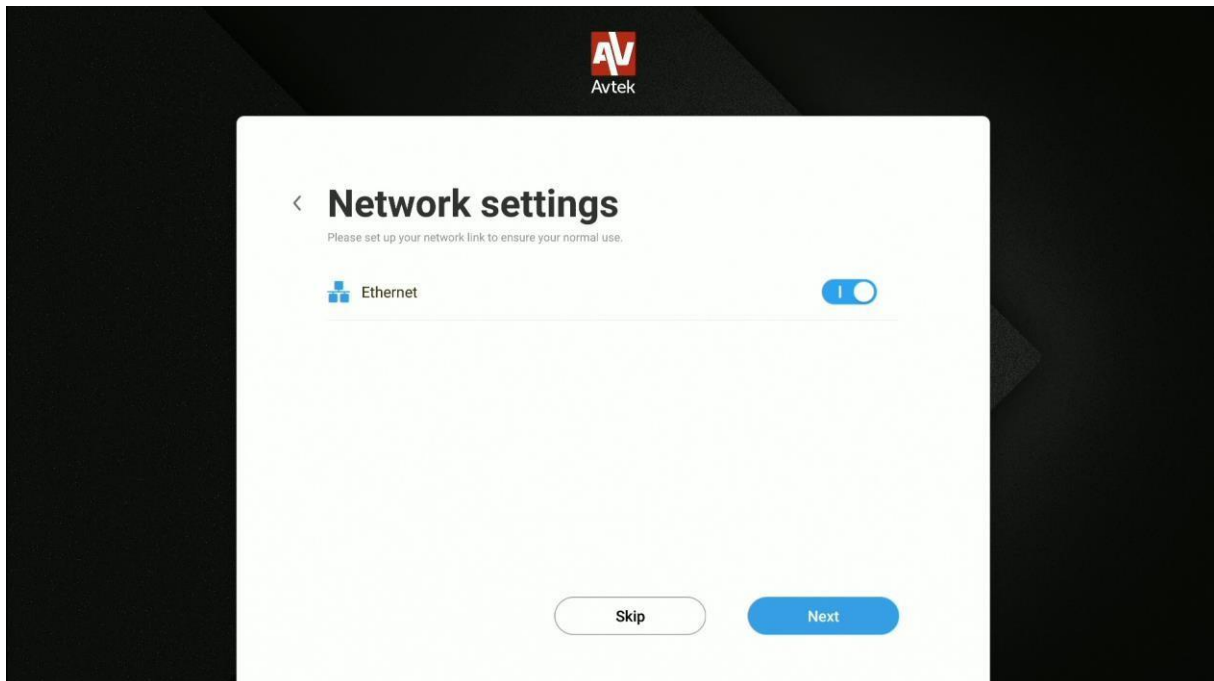 AV
Avtek
Network settings
Please set up your network link to ensure your normal use.
Ethernet
Skip
Next